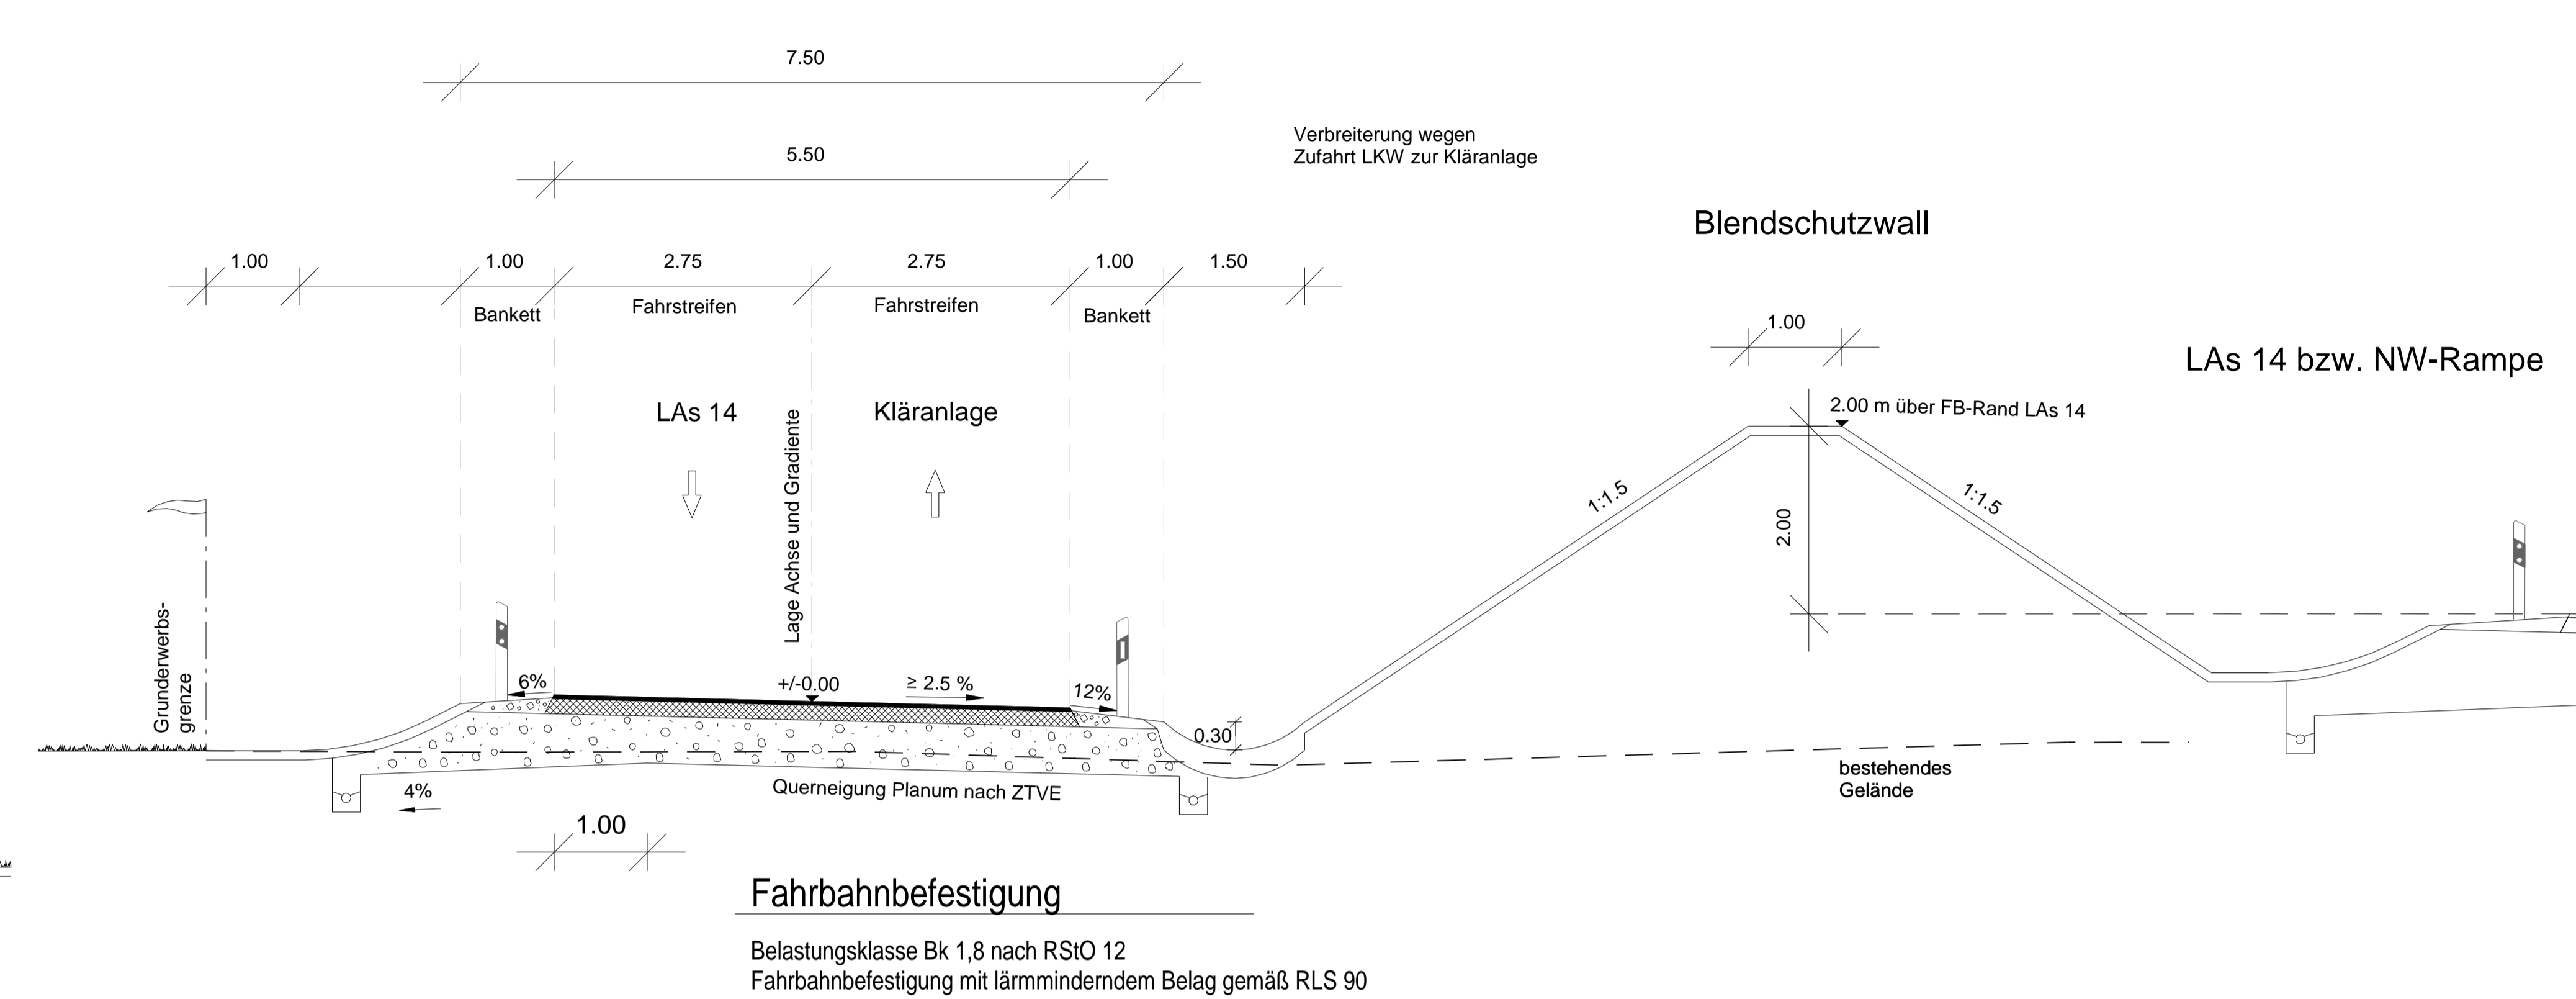 7.50
5.50
Verbreiterung wegen
Zufahrt LKW zur Kläranlage
Blendschutzwall
1.00 1.00 2.75 2.75 1.00 1.50
Bankett Fahrstreifen Fahrstreifen Bankett
1.00
LAs 14 bzw. NW-Rampe
LAs 14 Kläranlage
2.00 m über FB-Rand LAs 14
Lage Achse und Gradiente
1:1.5 1:1.5
2.00
Grunderwerbs-
grenze
6% +/-0.00 ≥ 2.5 % 12%
0.30
4%
Querneigung Planum nach ZTVE
bestehendes
Gelände
1.00
Fahrbahnbefestigung
Belastungsklasse Bk 1,8 nach RStO 12
Fahrbahnbefestigung mit lärmminderndem Belag gemäß RLS 90